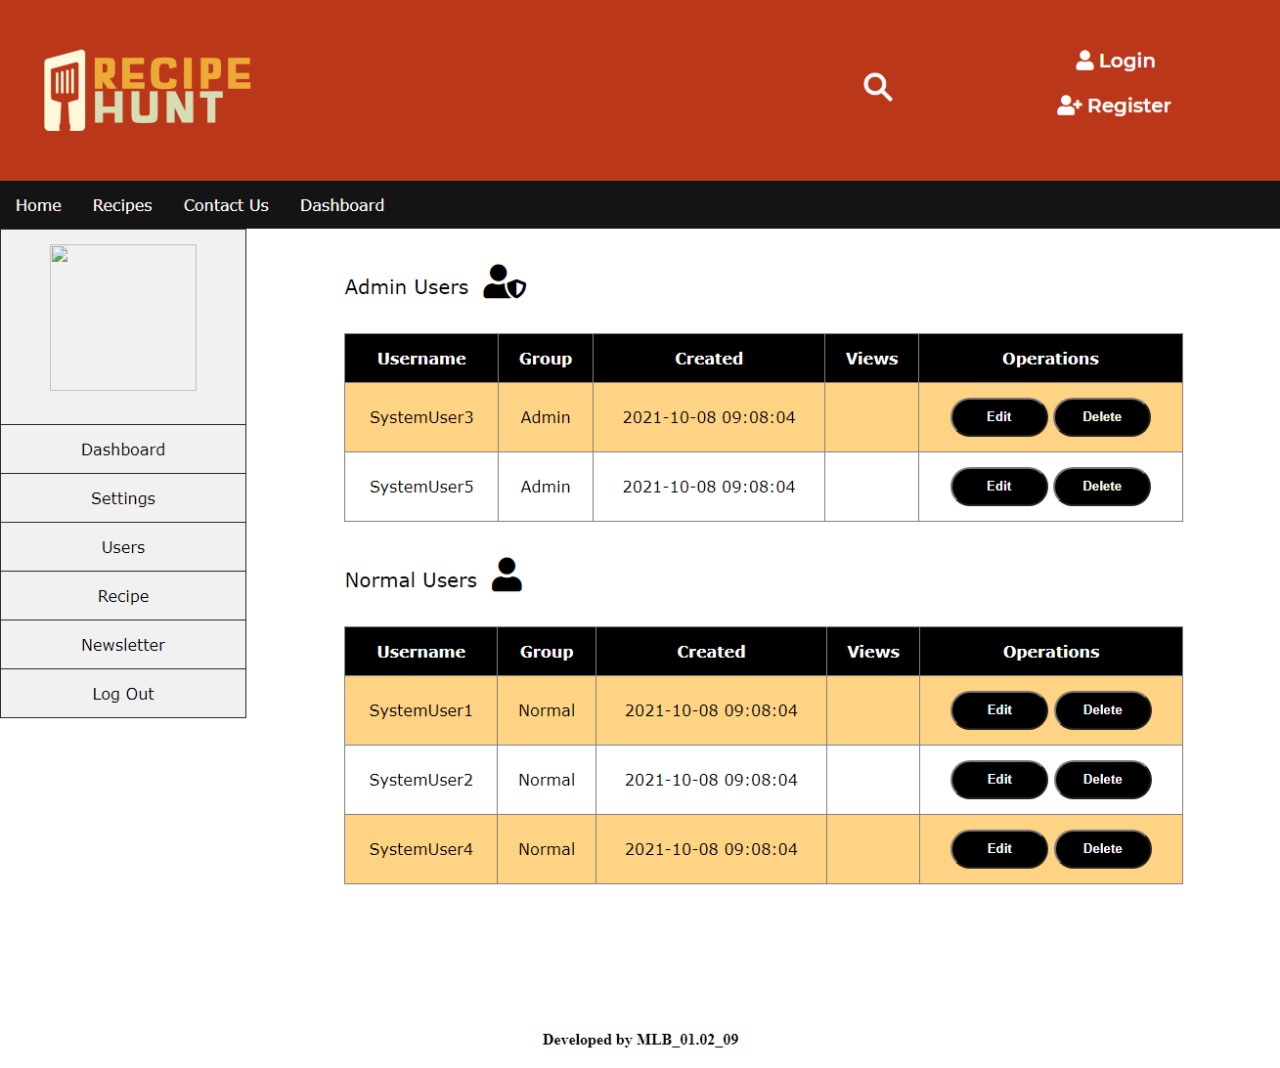 RECIPE
HUNT
Login
Register
Home Recipes Contact Us Dashboard
Dashboard
Settings
Users
Recipe
Newsletter
Log Out
Admin Users
Username Group Created Views Operations
SystemUser3 Admin 2021-10-08 09:08:04 Edit Delete
SystemUser5 Admin 2021-10-08 09:08:04 Edit Delete
Normal Users
Username Group Created Views Operations
SystemUser1 Normal 2021-10-08 09:08:04 Edit Delete
SystemUser2 Normal 2021-10-08 09:08:04 Edit Delete
SystemUser4 Normal 2021-10-08 09:08:04 Edit Delete
Developed by MLB_01.02_09